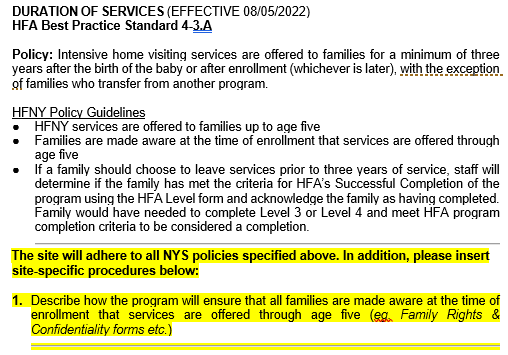 DURATION OF SERVICES (EFFECTIVE 08/05/2022)
HFA Best Practice Standard 4-3.A
Policy: Intensive home visiting services are offered to families for a minimum of three
years after the birth of the baby or after enrollment (whichever is later), with the exception
of families who transfer from another program.
HFNY Policy Guidelines
• HFNY services are offered to families up to age five
• Families are made aware at the time of enrollment that services are offered through
age five
• If a family should choose to leave services prior to three years of service, staff will
determine if the family has met the criteria for HFA's Successful Completion of the
program using the HFA Level form and acknowledge the family as having completed.
Family would have needed to complete Level 3 or Level 4 and meet HFA program
completion criteria to be considered a completion.
The site will adhere to all NYS policies specified above. In addition, please insert
site-specific procedures below:
1. Describe how the program will ensure that all families are made aware at the time of
enrollment that services are offered through age five (eg. Family Rights &
Confidentiality forms etc.)